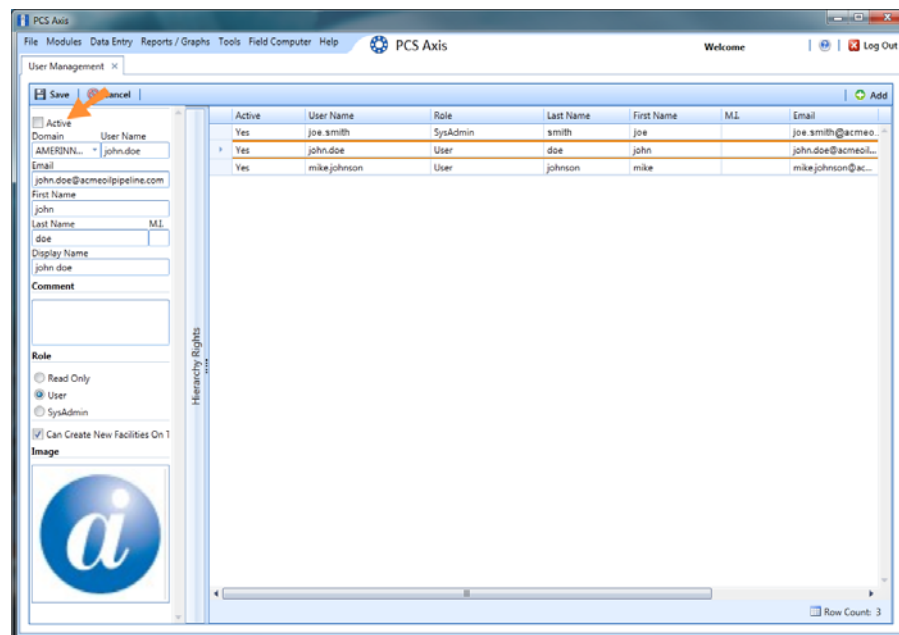 PCS Axis
File Modules Data Entry Reports / Graphs Tools Field Computer Help PCS Axis Welcome Log Out
User Management
Save Cancel Add
Active
Domain User Name
AMERINN... john.doe
Email
john.doe@acmeoilpipeline.com
First Name
john
Last Name M.I.
doe
Display Name
john doe
Comment
Role
Read Only
User
SysAdmin
Can Create New Facilities On T
Image
a
Hierarchy Rights
Active User Name Role Last Name First Name M.I. Email
Yes joe.smith SysAdmin smith joe joe.smith@acmeo...
Yes john.doe User doe john john.doe@acmeoil...
Yes mike.johnson User johnson mike mike.johnson@ac...
Row Count: 3